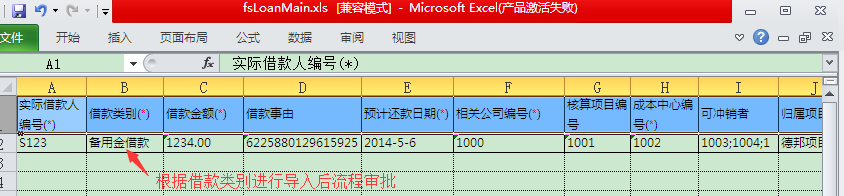 fsLoanMain.xls [兼容模式] - Microsoft Excel(产品激活失败)
文件 开始 插入 页面布局 公式 数据 审阅 视图
A1 fx 实际借款人编号(*)
A B C D E F G H I J
1 实际借款人编号(*) 借款类别(*) 借款金额(*) 借款事由 预计还款日期(*) 相关公司编号(*) 核算项目编号 成本中心编号(*) 可冲销者 归属项目
2 S123 备用金借款 1234.00 6225880129615925 2014-5-6 1000 1001 1002 1003;1004;1 德邦项目
3
4 根据借款类别进行导入后流程审批